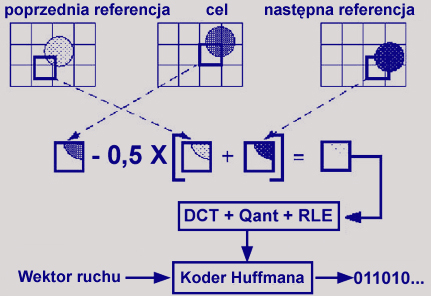 poprzednia referencja cel następna referencja
- 0,5 X [ + ] =
DCT + Qant + RLE
Wektor ruchu Koder Huffmana 011010...